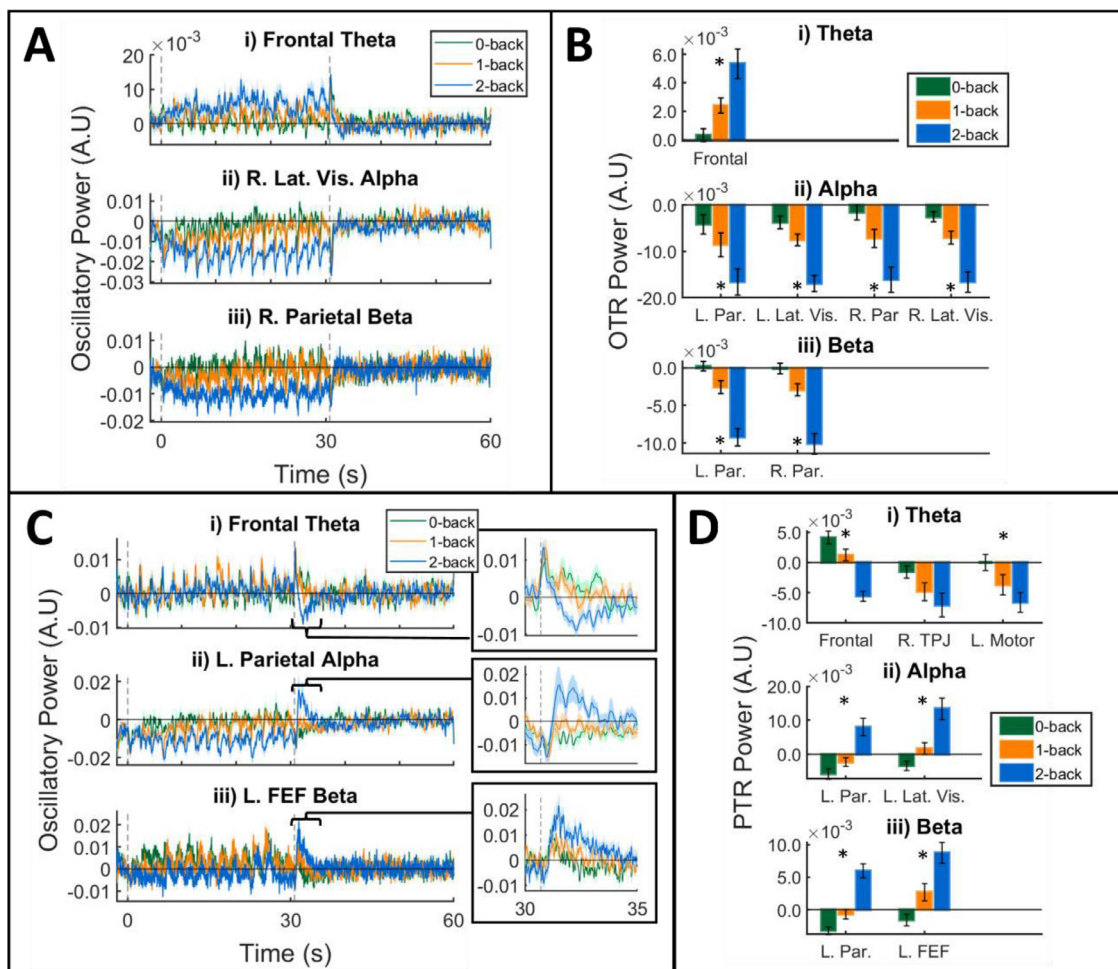 A
i) Frontal Theta
×10⁻³
0-back
1-back
2-back
20
10
0
ii) R. Lat. Vis. Alpha
0.01
0
-0.01
-0.02
-0.03
iii) R. Parietal Beta
0.01
0
-0.01
-0.02
0 30 60
Time (s)
Oscillatory Power (A.U)
B
i) Theta
×10⁻³
6.0
4.0
2.0
0.0
*
Frontal
0-back
1-back
2-back
ii) Alpha
×10⁻³
0.0
-10.0
-20.0
* * * *
L. Par. L. Lat. Vis. R. Par R. Lat. Vis.
iii) Beta
×10⁻³
0.0
-5.0
-10.0
* *
L. Par. R. Par.
OTR Power (A.U)
C
i) Frontal Theta
0-back
1-back
2-back
0.01
0
-0.01
0.01
0
-0.01
ii) L. Parietal Alpha
0.02
0
-0.02
0.02
0.01
0
-0.01
iii) L. FEF Beta
0.02
0.01
0
-0.01
0.02
0.01
0
-0.01
0 30 60
30 35
Time (s)
Oscillatory Power (A.U)
D
i) Theta
×10⁻³
5.0
0.0
-5.0
-10.0
* *
Frontal R. TPJ L. Motor
ii) Alpha
×10⁻³
10.0
0.0
* *
L. Par. L. Lat. Vis.
0-back
1-back
2-back
iii) Beta
×10⁻³
10.0
5.0
0.0
* *
L. Par. L. FEF
PTR Power (A.U)